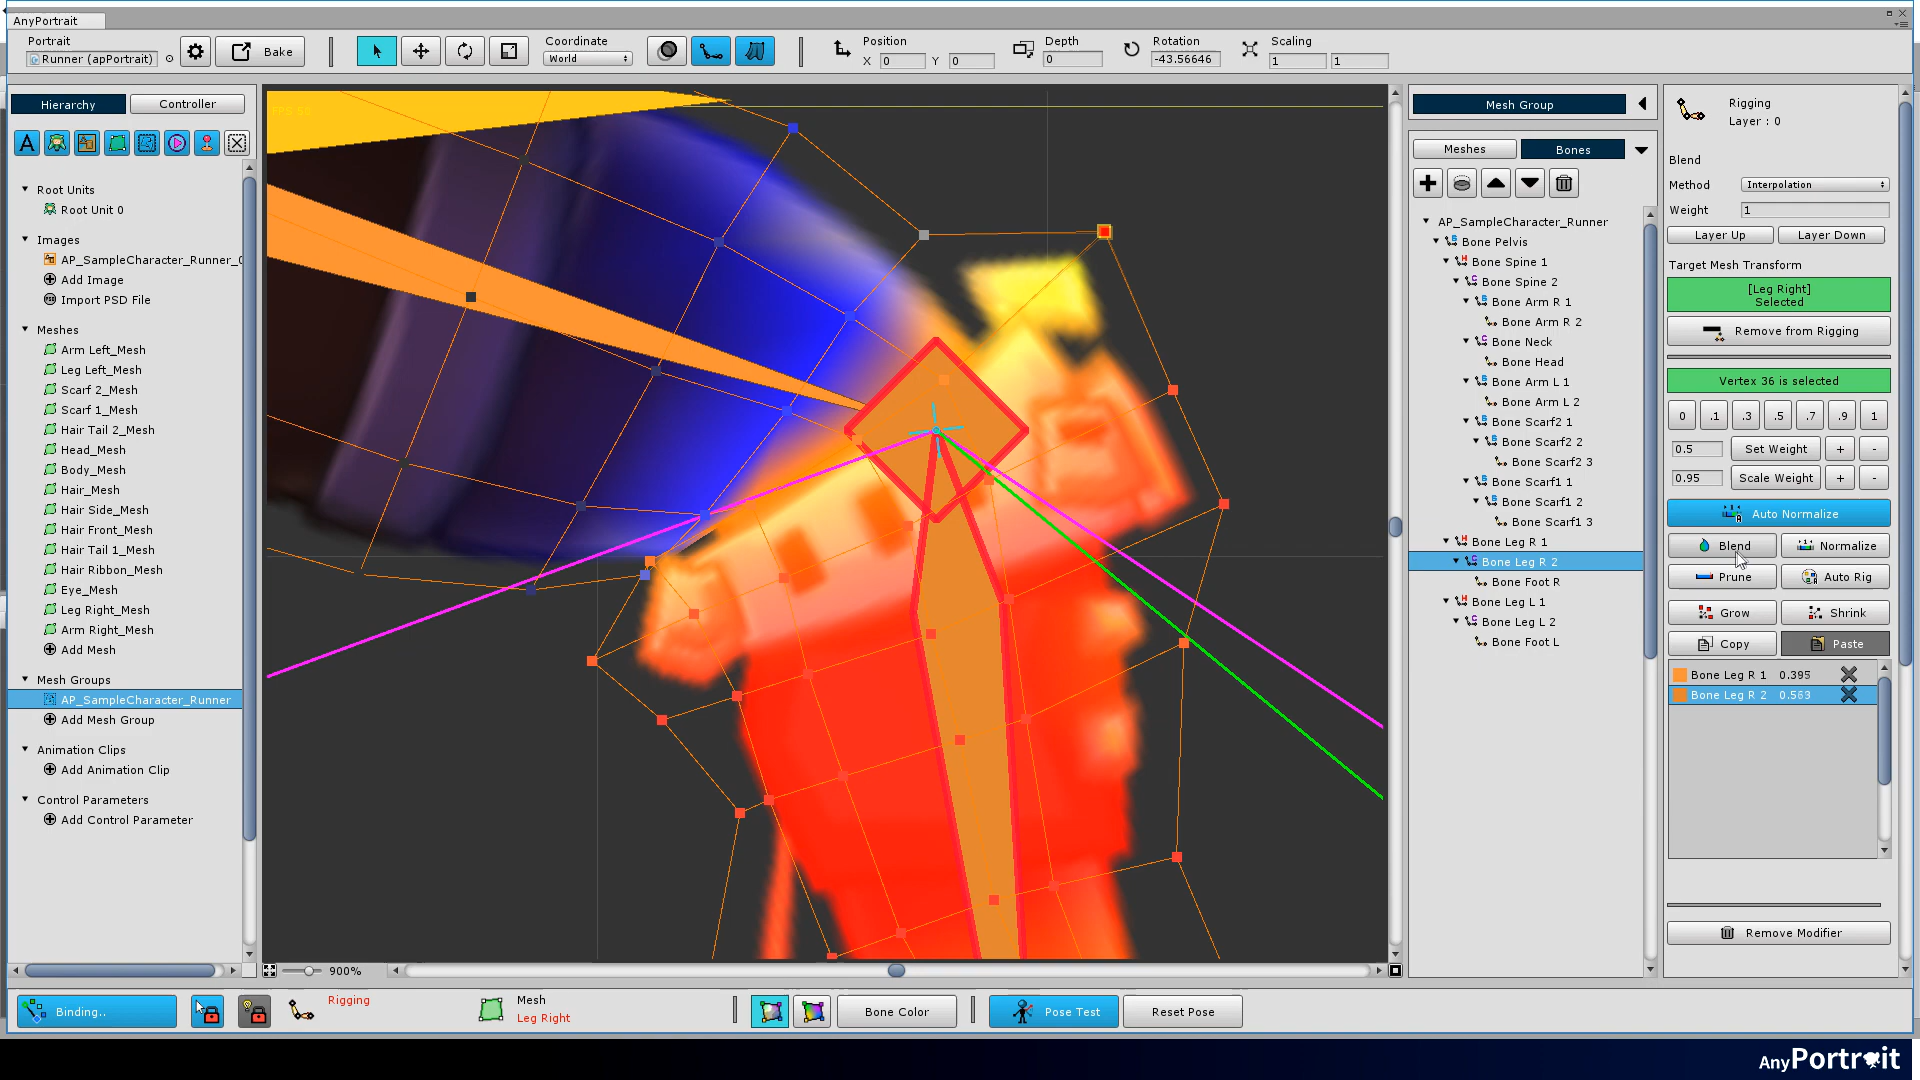 AnyPortrait
Portrait
Runner (apPortrait)
Bake
Coordinate
World
Position
X 0 Y 0
Depth
0
Rotation
-43.56646
Scaling
1 1
Hierarchy
Controller
Root Units
Root Unit 0
Images
AP_SampleCharacter_Runner_
Add Image
Import PSD File
Meshes
Arm Left_Mesh
Leg Left_Mesh
Scarf 2_Mesh
Scarf 1_Mesh
Hair Tail 2_Mesh
Head_Mesh
Body_Mesh
Hair_Mesh
Hair Side_Mesh
Hair Front_Mesh
Hair Tail 1_Mesh
Hair Ribbon_Mesh
Eye_Mesh
Leg Right_Mesh
Arm Right_Mesh
Add Mesh
Mesh Groups
AP_SampleCharacter_Runner
Add Mesh Group
Animation Clips
Add Animation Clip
Control Parameters
Add Control Parameter
900%
Mesh Group
Meshes
Bones
AP_SampleCharacter_Runner
Bone Pelvis
Bone Spine 1
Bone Spine 2
Bone Arm R 1
Bone Arm R 2
Bone Neck
Bone Head
Bone Arm L 1
Bone Arm L 2
Bone Scarf2 1
Bone Scarf2 2
Bone Scarf2 3
Bone Scarf1 1
Bone Scarf1 2
Bone Scarf1 3
Bone Leg R 1
Bone Leg R 2
Bone Foot R
Bone Leg L 1
Bone Leg L 2
Bone Foot L
Rigging
Layer : 0
Blend
Method Interpolation
Weight 1
Layer Up Layer Down
Target Mesh Transform
[Leg Right]
Selected
Remove from Rigging
Vertex 36 is selected
0 .1 .3 .5 .7 .9 1
0.5 Set Weight + -
0.95 Scale Weight + -
Auto Normalize
Blend Normalize
Prune Auto Rig
Grow Shrink
Copy Paste
Bone Leg R 1 0.395
Bone Leg R 2 0.563
Remove Modifier
Binding..
Rigging
Mesh
Leg Right
Bone Color
Pose Test
Reset Pose
AnyPortrait